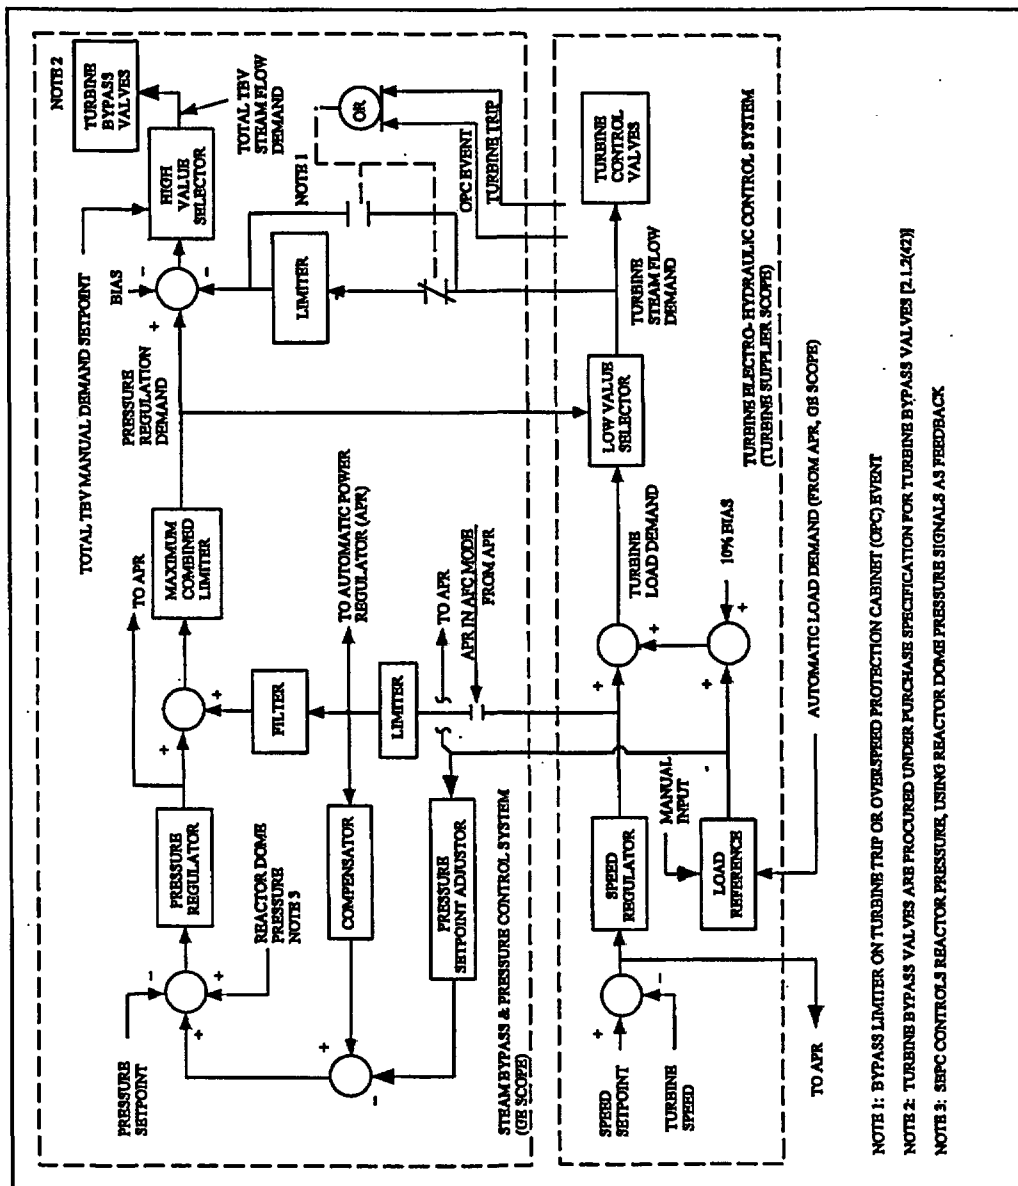 NOTE 2
TURBINE
BYPASS
VALVES
TOTAL TBV
STEAM FLOW
DEMAND
HIGH
VALUE
SELECTOR
TOTAL TBV MANUAL DEMAND SETPOINT
BIAS
-
-
+
PRESSURE
REGULATION
DEMAND
NOTE 1
LIMITER
OR
OPC EVENT
TURBINE TRIP
TO APR
MAXIMUM
COMBINED
LIMITER
+
+
FILTER
TO AUTOMATIC POWER
REGULATOR (APR)
LIMITER
TO APR
APR IN AFC MODE
FROM APR
PRESSURE
REGULATOR
REACTOR DOME
PRESSURE
NOTE 3
PRESSURE
SETPOINT
-
+
+
COMPENSATOR
+
-
PRESSURE
SETPOINT ADJUSTOR
STEAM BYPASS & PRESSURE CONTROL SYSTEM
(GE SCOPE)
TURBINE
CONTROL
VALVES
TURBINE
STEAM FLOW
DEMAND
LOW VALUE
SELECTOR
TURBINE
LOAD DEMAND
+
+
10% BIAS
+
+
MANUAL
INPUT
SPEED
REGULATOR
LOAD
REFERENCE
SPEED
SETPOINT
+
-
TURBINE
SPEED
TURBINE ELECTRO-HYDRAULIC CONTROL SYSTEM
(TURBINE SUPPLIER SCOPE)
AUTOMATIC LOAD DEMAND (FROM APR, GE SCOPE)
TO APR
NOTE 1: BYPASS LIMITER ON TURBINE TRIP OR OVERSPEED PROTECTION CABINET (OPC) EVENT
NOTE 2: TURBINE BYPASS VALVES ARE PROCURED UNDER PURCHASE SPECIFICATION FOR TURBINE BYPASS VALVES [2.1.2(42)]
NOTE 3: SBPC CONTROLS REACTOR PRESSURE, USING REACTOR DOME PRESSURE SIGNALS AS FEEDBACK